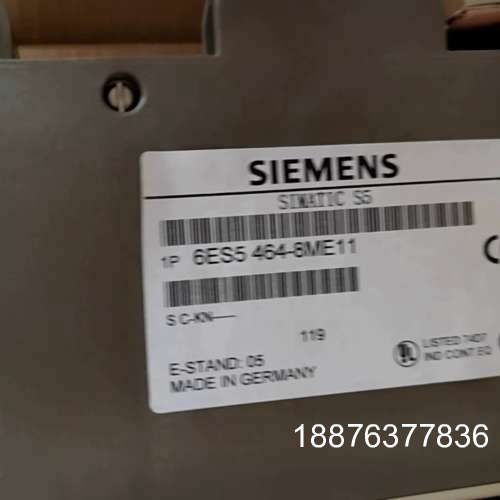 SIEMENS
SIMATIC S5
1P 6ES5 464-8ME11
S C-KN
119
E-STAND: 05
MADE IN GERMANY
UL
LISTED
IND CONT EQ
18876377836